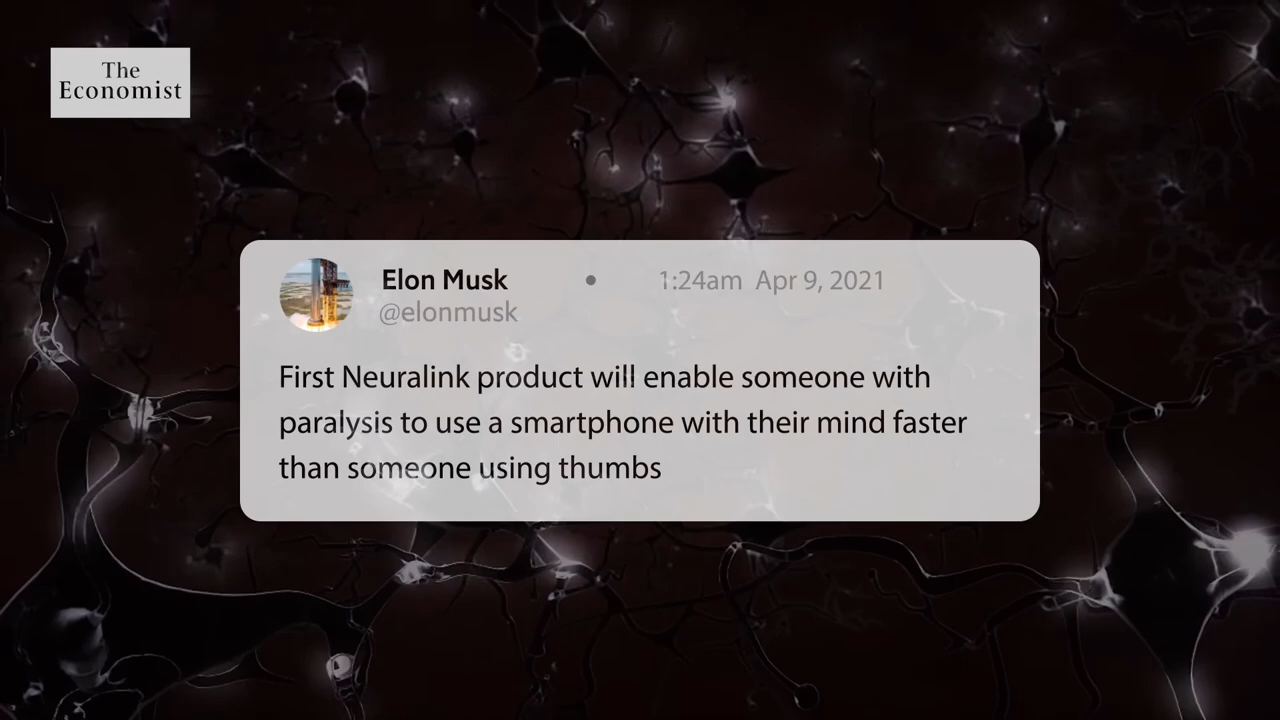 The
Economist
Elon Musk • 1:24am Apr 9, 2021
@elonmusk
First Neuralink product will enable someone with
paralysis to use a smartphone with their mind faster
than someone using thumbs